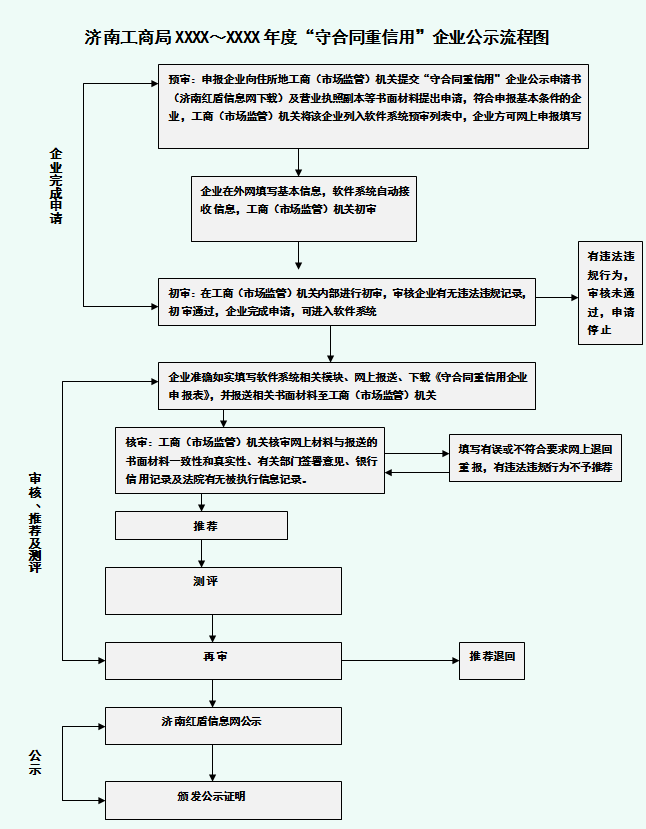 济南工商局XXXX～XXXX年度“守合同重信用”企业公示流程图
预审：申报企业向住所地工商（市场监管）机关提交“守合同重信用”企业公示申请书
（济南红盾信息网下载）及营业执照副本等书面材料提出申请，符合申报基本条件的企
业，工商（市场监管）机关将该企业列入软件系统预审列表中，企业方可网上申报填写
企业完成申请
企业在外网填写基本信息，软件系统自动接
收信息，工商（市场监管）机关初审
初审：在工商（市场监管）机关内部进行初审，审核企业有无违法违规记录，
初审通过，企业完成申请，可进入软件系统
有违法违
规行为，
审核未通
过，申请
停止
企业准确如实填写软件系统相关模块、网上报送、下载《守合同重信用企业
申报表》，并报送相关书面材料至工商（市场监管）机关
审核、推荐及测评
核审：工商（市场监管）机关核审网上材料与报送的
书面材料一致性和真实性、有关部门签署意见、银行
信用记录及法院有无被执行信息记录。
填写有误或不符合要求网上退回
重报，有违法违规行为不予推荐
推荐
测评
再审
推荐退回
公示
济南红盾信息网公示
颁发公示证明